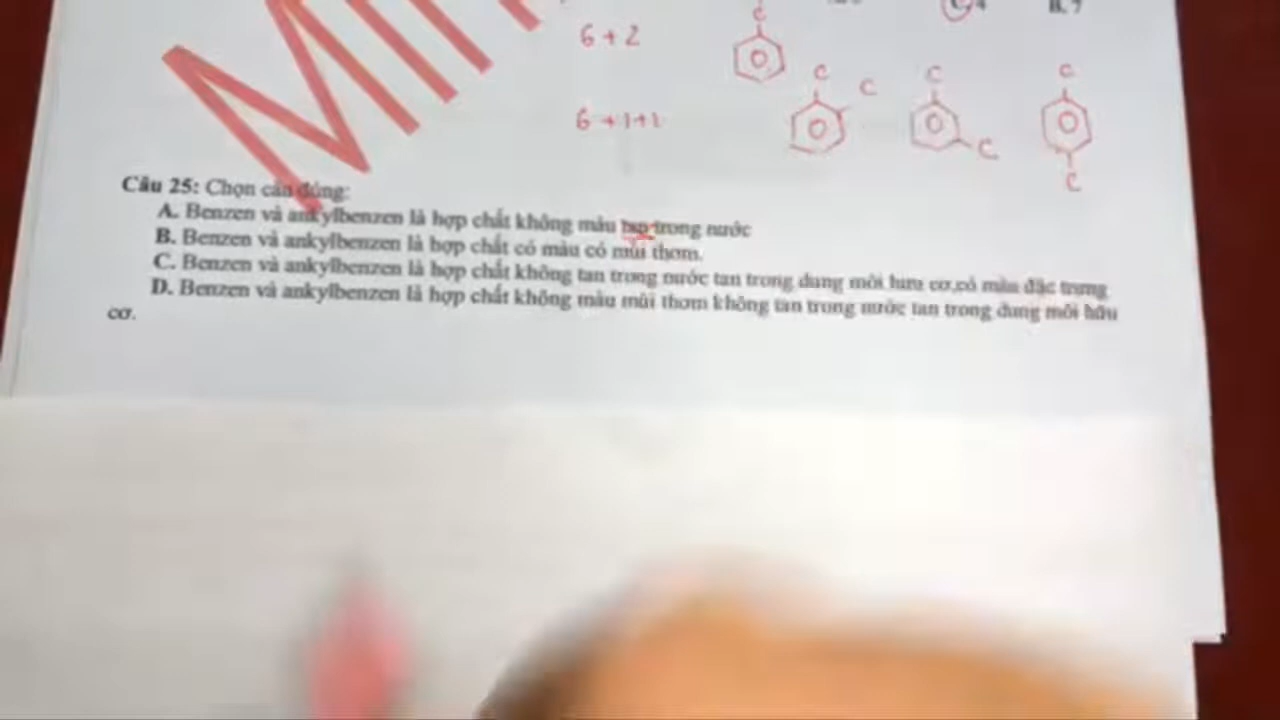 C. 4
6 + 2
C
C C C C
6 + 1 + 1
C
C
Câu 25: Chọn câu đúng:
A. Benzen và ankylbenzen là hợp chất không màu tan trong nước
B. Benzen và ankylbenzen là hợp chất có màu có mùi thơm.
C. Benzen và ankylbenzen là hợp chất không tan trong nước tan trong dung môi hưu cơ,có màu đặc trưng
D. Benzen và ankylbenzen là hợp chất không màu mùi thơm không tan trong nước tan trong dung môi hữu
cơ.